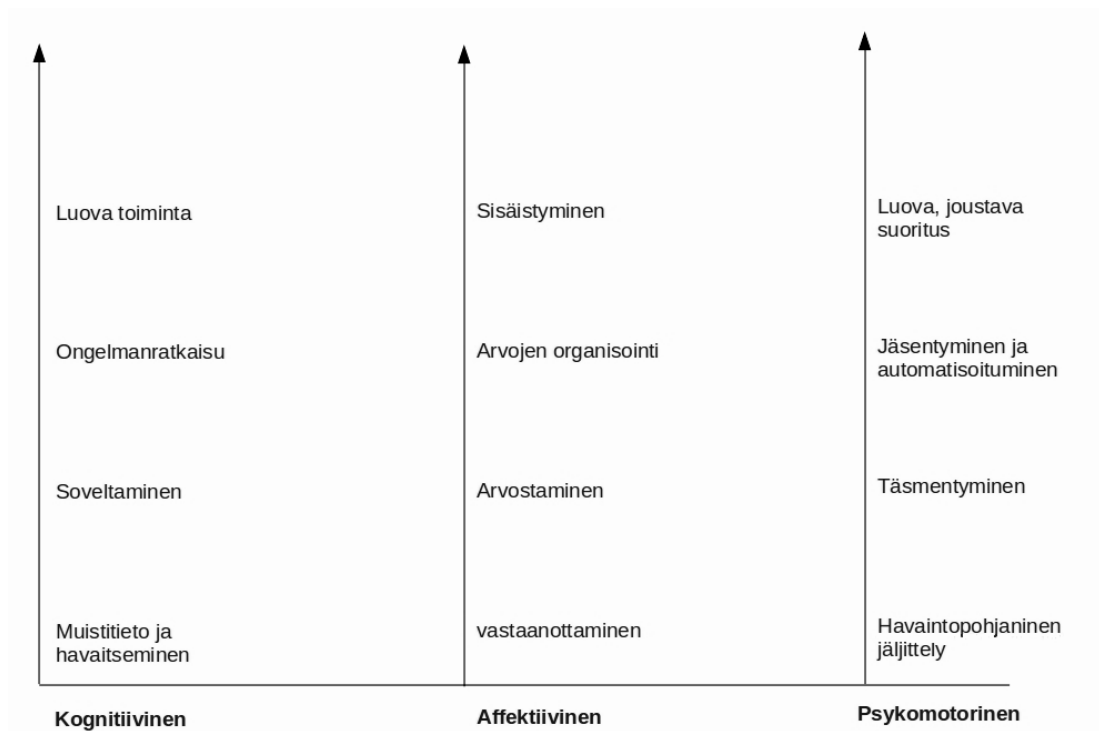 Luova toiminta
Sisäistyminen
Luova, joustava
suoritus
Ongelmanratkaisu
Arvojen organisointi
Jäsentyminen ja
automatisoituminen
Soveltaminen
Arvostaminen
Täsmentyminen
Muistitieto ja
havaitseminen
vastaanottaminen
Havaintopohjaninen
jäljittely
Kognitiivinen
Affektiivinen
Psykomotorinen